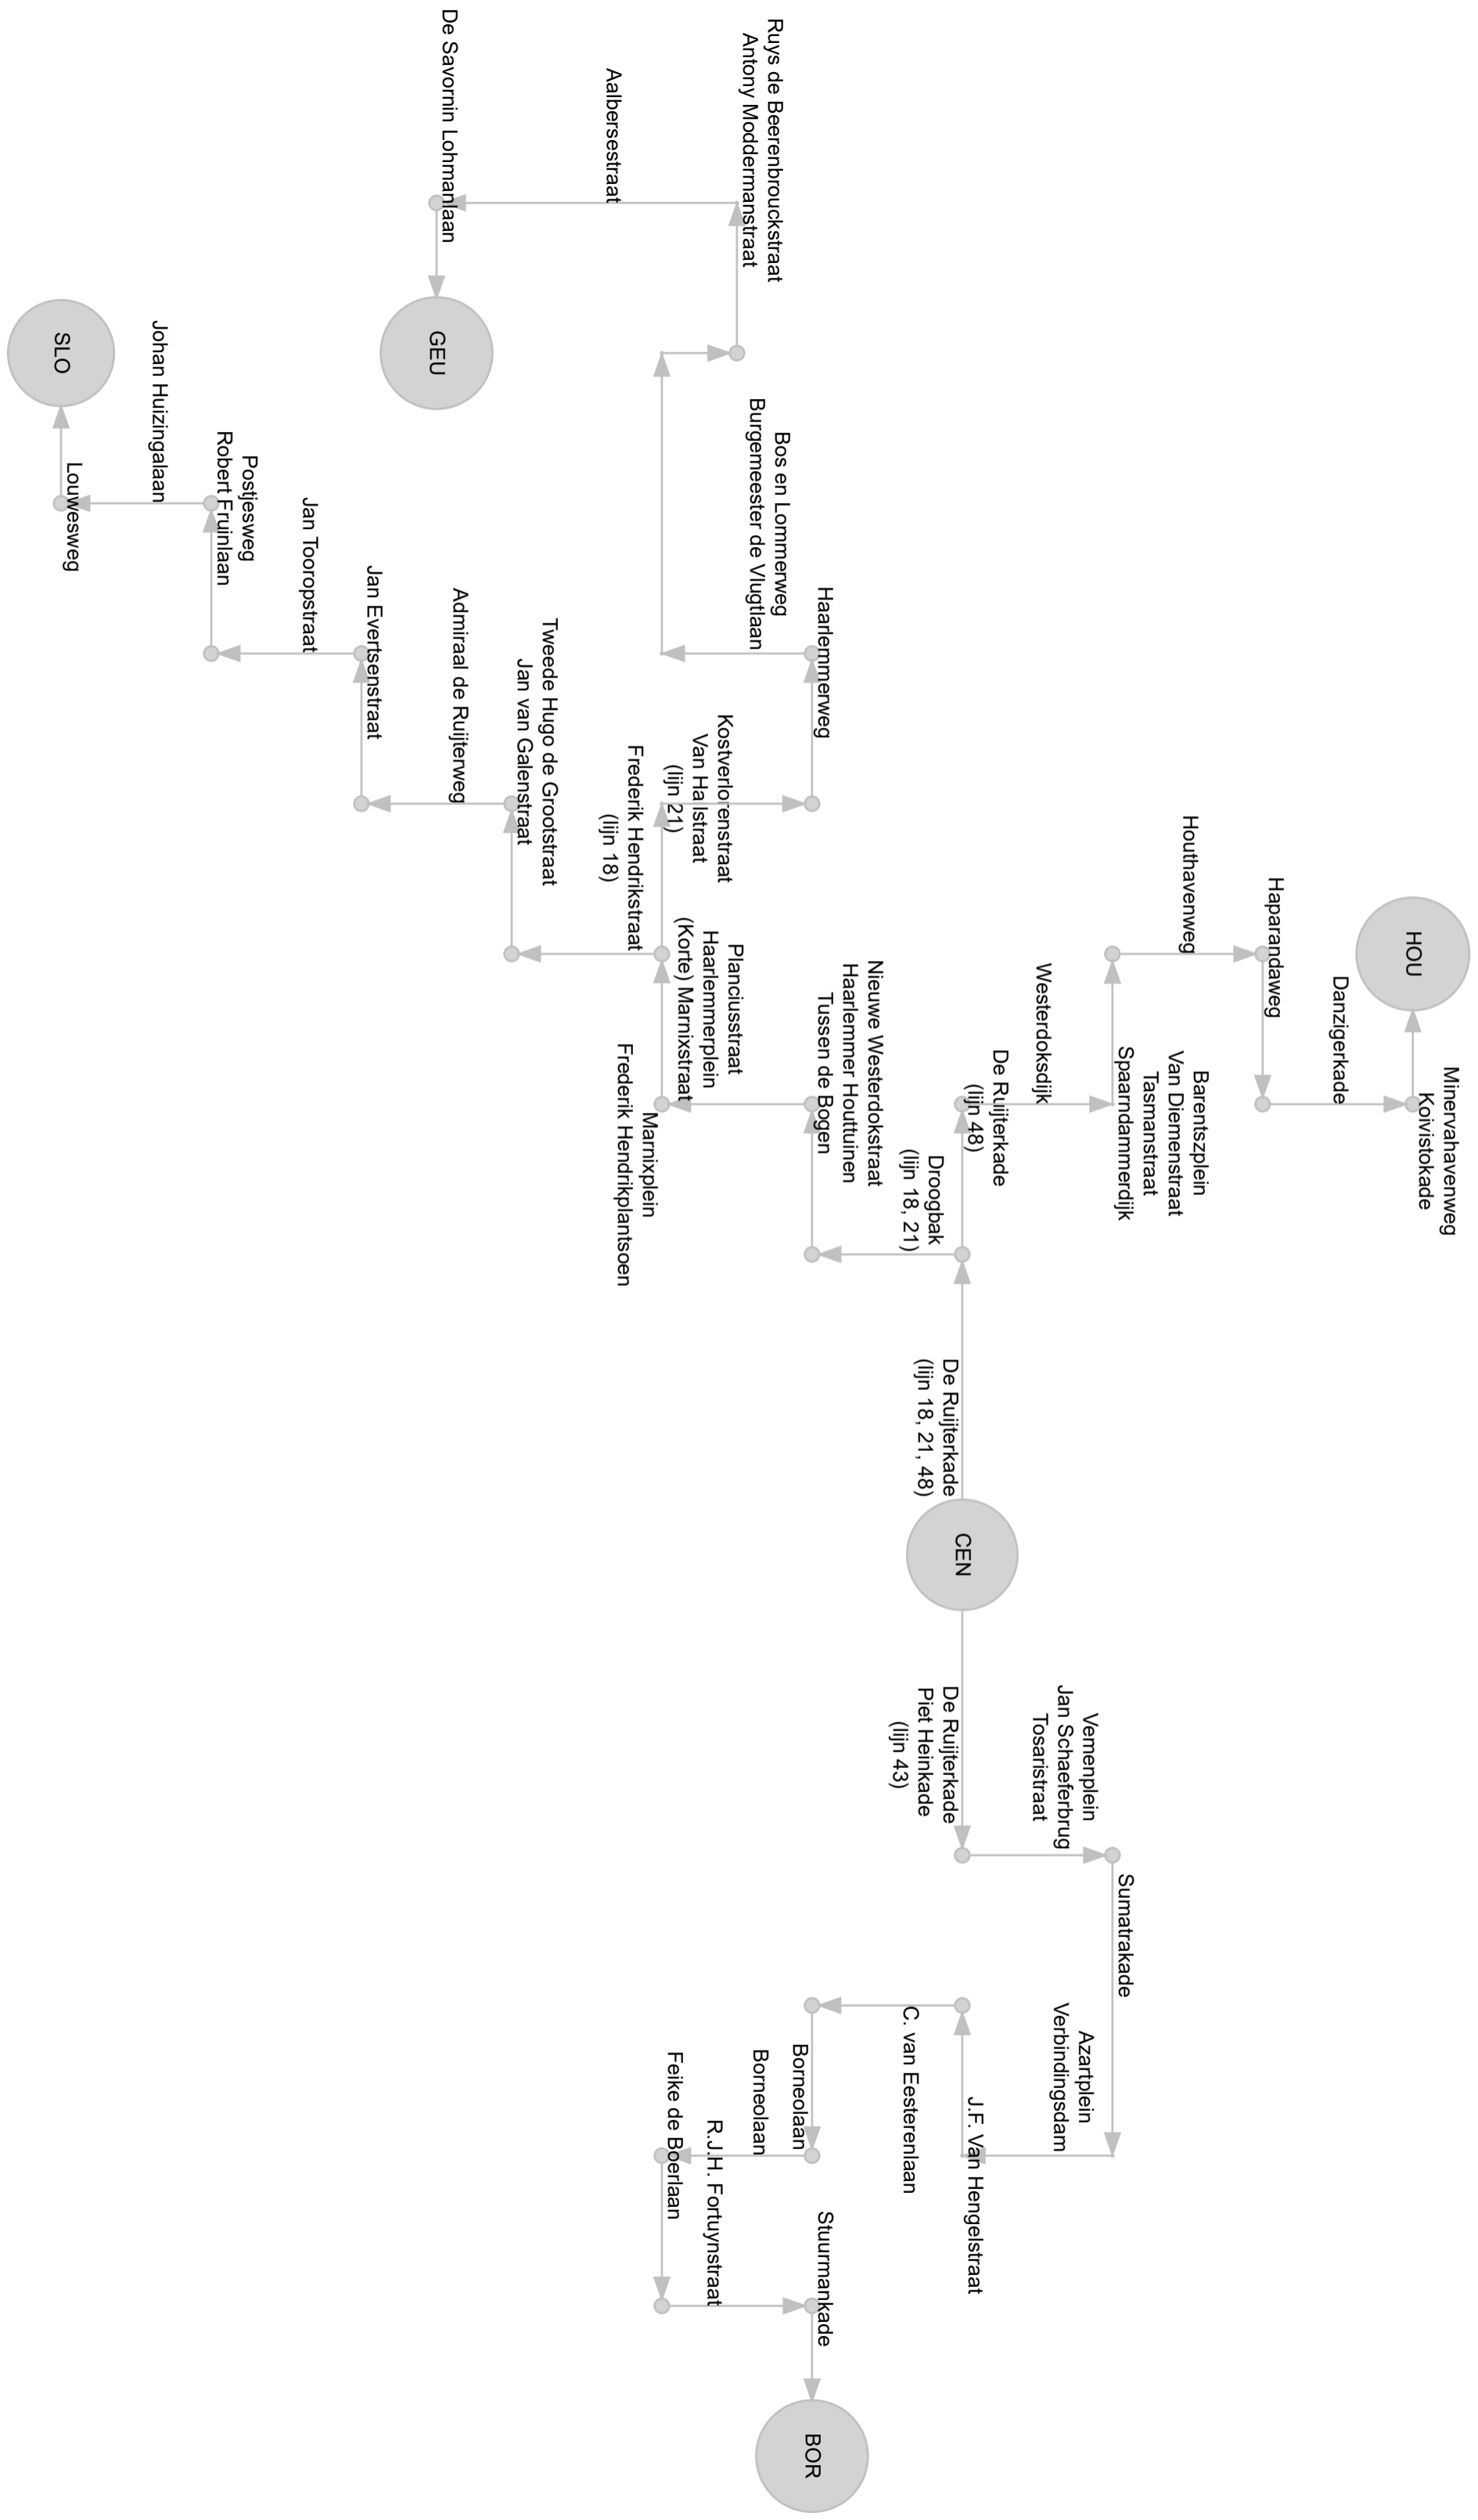 De Savornin Lohmanlaan
Aalbersestraat
Ruys de Beerenbrouckstraat
Antony Moddermanstraat
GEU
SLO
Johan Huizingalaan
Louwesweg
Postjesweg
Robert Fruinlaan
Jan Tooropstraat
Jan Evertsenstraat
Admiraal de Ruijterweg
Tweede Hugo de Grootstraat
Jan van Galenstraat
Bos en Lommerweg
Burgemeester de Vlugtlaan
Haarlemmerweg
Kostverlorenstraat
Van Hallstraat
(lijn 21)
Frederik Hendrikstraat
(lijn 18)
Planciusstraat
Haarlemmerplein
(Korte) Marnixstraat
Marnixplein
Frederik Hendrikplantsoen
Nieuwe Westerdokstraat
Haarlemmer Houttuinen
Tussen de Bogen
Droogbak
(lijn 18, 21)
De Ruijterkade
(lijn 48)
Westerdoksdijk
Barentszplein
Van Diemenstraat
Tasmanstraat
Spaarndammerdijk
Houthavenweg
Haparandaweg
Danzigerkade
HOU
Minervahavenweg
Koivistokade
De Ruijterkade
(lijn 18, 21, 48)
CEN
De Ruijterkade
Piet Heinkade
(lijn 43)
Vemenplein
Jan Schaeferbrug
Tosaristraat
Sumatrakade
Azartplein
Verbindingsdam
J.F. Van Hengelstraat
C. van Eesterenlaan
Borneolaan
Borneolaan
Feike de Boerlaan
R.J.H. Fortuynstraat
Stuurmankade
BOR